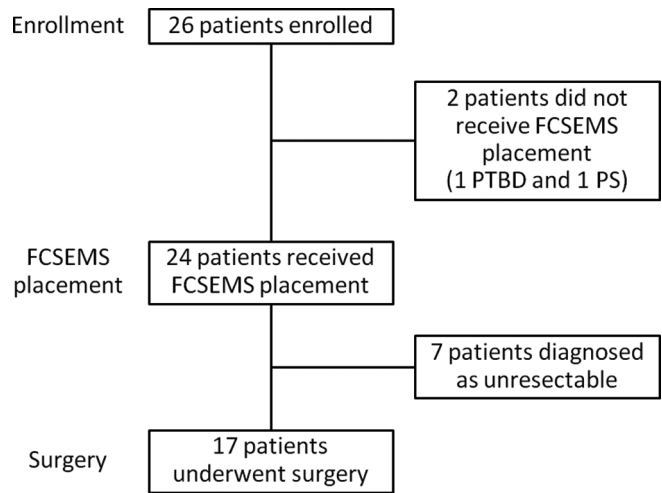 Enrollment
26 patients enrolled
2 patients did not
receive FCSEMS
placement
(1 PTBD and 1 PS)
FCSEMS
placement
24 patients received
FCSEMS placement
7 patients diagnosed
as unresectable
Surgery
17 patients
underwent surgery